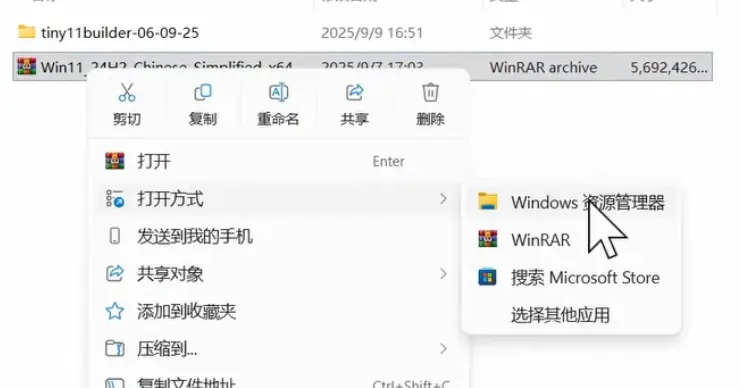 tiny11builder-06-09-25 2025/9/9 16:51 文件夹
Win11_24H2_Chinese_Simplified_x64 2025/9/7 17:03 WinRAR archive 5,692,426...
剪切 复制 重命名 共享 删除
打开 Enter
打开方式
Windows 资源管理器
发送到我的手机
WinRAR
共享对象
搜索 Microsoft Store
添加到收藏夹
选择其他应用
压缩到...
复制文件地址 Ctrl+Shift+C